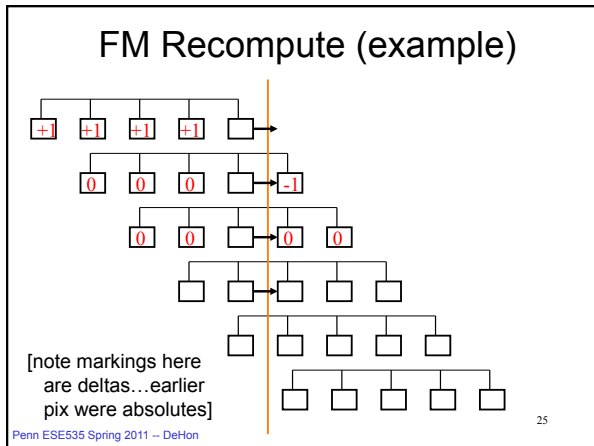 FM Recompute (example)
+1 +1 +1 +1
0 0 0 -1
0 0 0 0
[note markings here
are deltas…earlier
pix were absolutes]
25
Penn ESE535 Spring 2011 -- DeHon